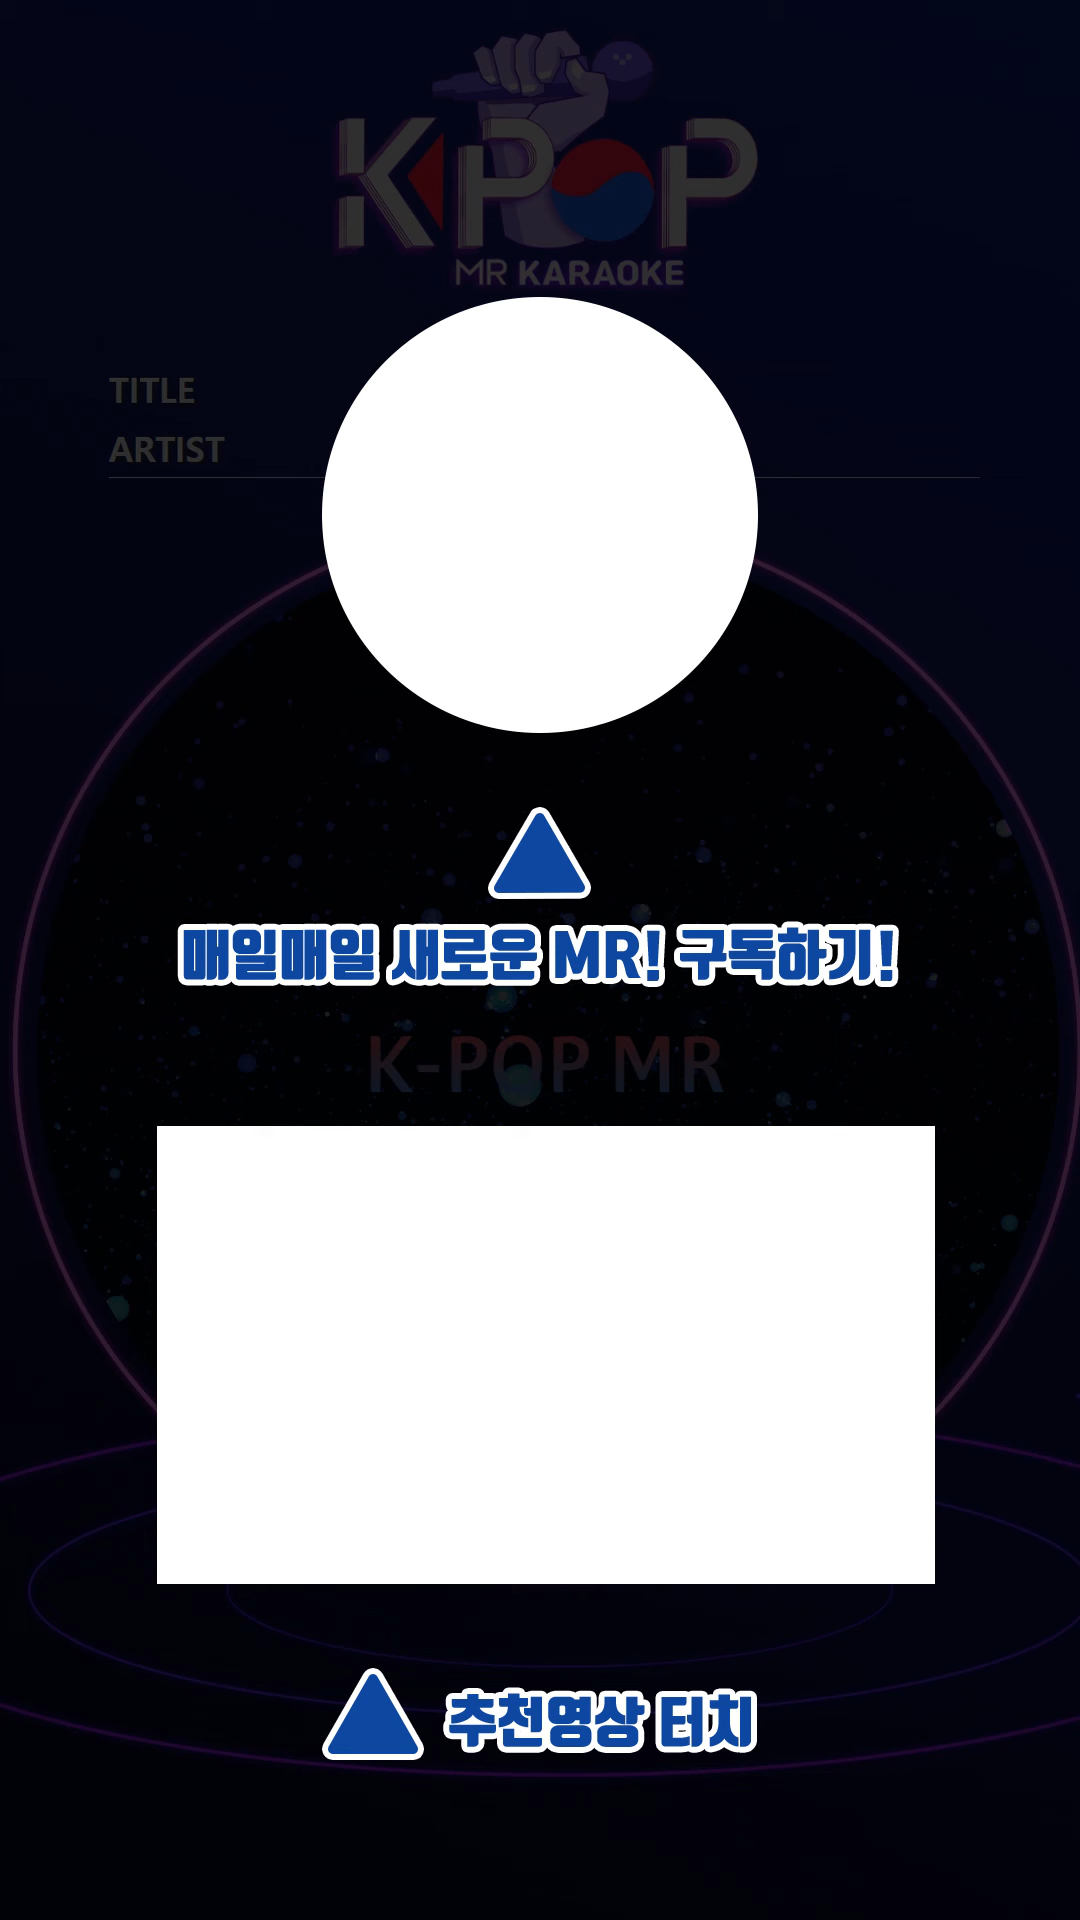 KPOP
MR KARAOKE
TITLE
ARTIST
매일매일 새로운 MR! 구독하기!
K-POP MR
추천영상 터치